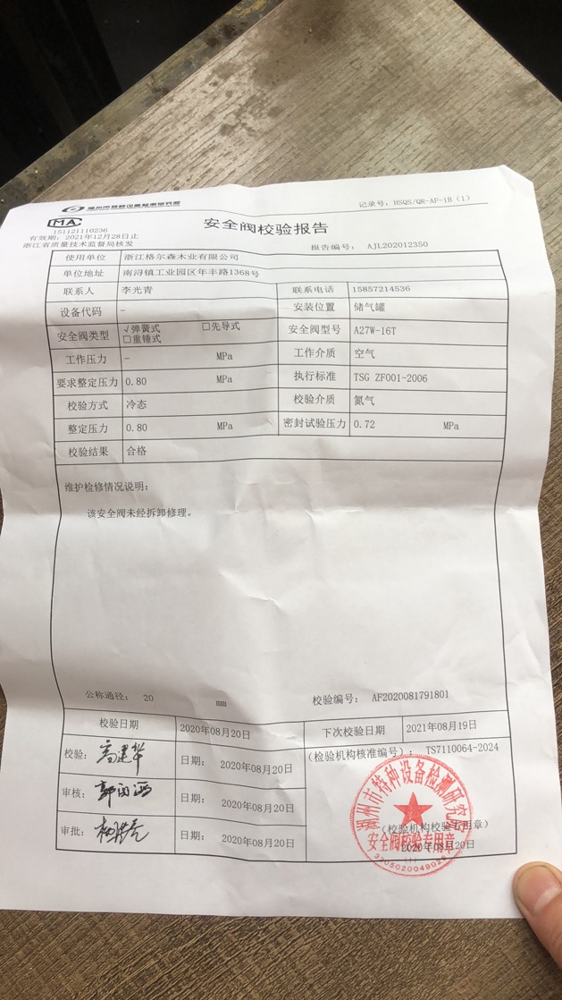 湖州市特种设备检测研究院
记录号：HSQS/QR-AF-1B（1）
MA
151121110236
有效期：2021年12月28日止
浙江省质量技术监督局核发
安全阀校验报告
报告编号： AJL202012350
使用单位 浙江格尔森木业有限公司
单位地址 南浔镇工业园区年丰路1368号
联系人 李光青 联系电话 15857214536
设备代码 - 安装位置 储气罐
安全阀类型 √弹簧式 □先导式 □重锤式 安全阀型号 A27W-16T
工作压力 - MPa 工作介质 空气
要求整定压力 0.80 MPa 执行标准 TSG ZF001-2006
校验方式 冷态 校验介质 氮气
整定压力 0.80 MPa 密封试验压力 0.72 MPa
校验结果 合格
维护检修情况说明：
该安全阀未经拆卸修理。
公称通径： 20 mm 校验编号： AF2020081791801
校验日期 2020年08月20日 下次校验日期 2021年08月19日
校验： 高建华 日期： 2020年08月20日 （检验机构核准编号）： TS7110064-2024
审核： 日期： 2020年08月20日
审批： 日期： 2020年08月20日
湖州市特种设备检测研究院
（校验机构校验专用章）
安全阀校验专用章
2020年08月20日
(1)